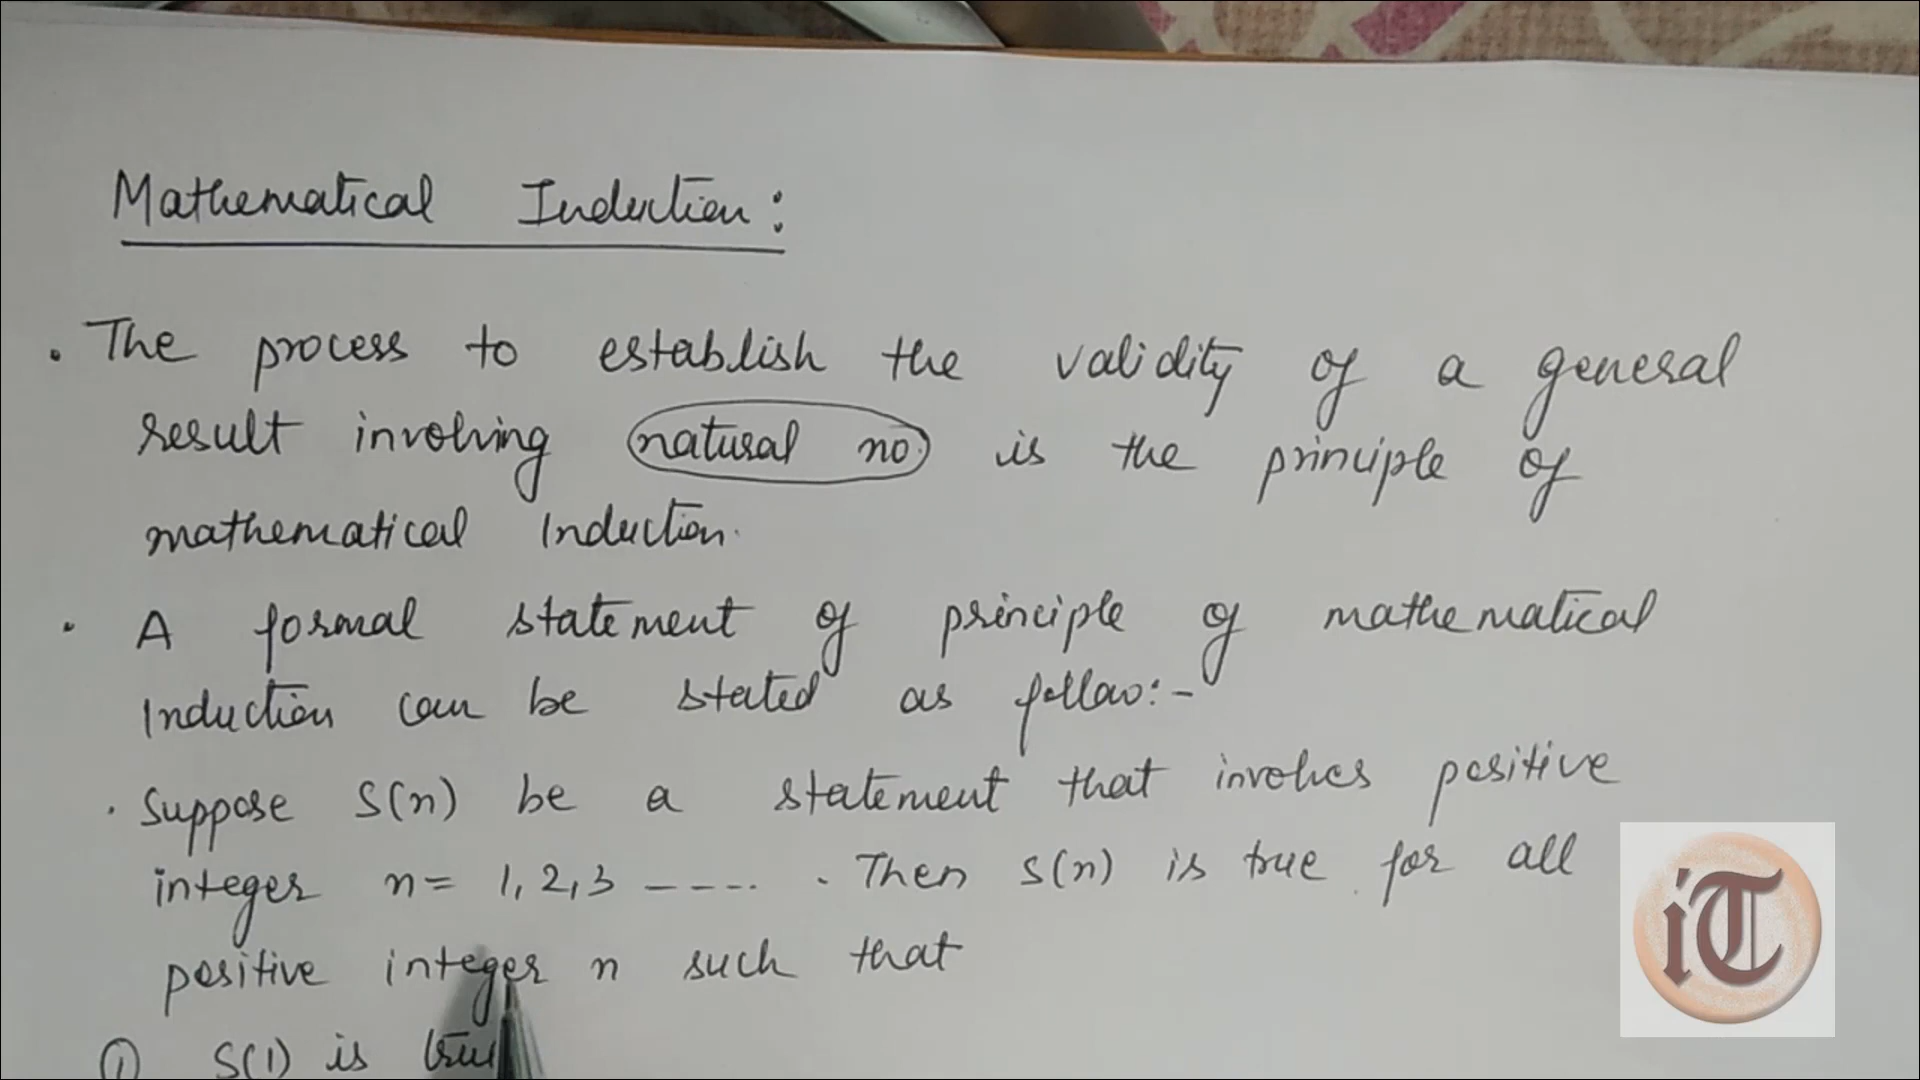 Mathematical Induction:
. The process to establish the validity of a general
result involving natural no. is the principle of
mathematical Induction.
. A formal statement of principle of mathematical
Induction can be stated as follow:-
. Suppose S(n) be a statement that involves positive
integer n = 1, 2, 3 ----- . Then S(n) is true for all
positive integer n such that
① S(1) is true
iT